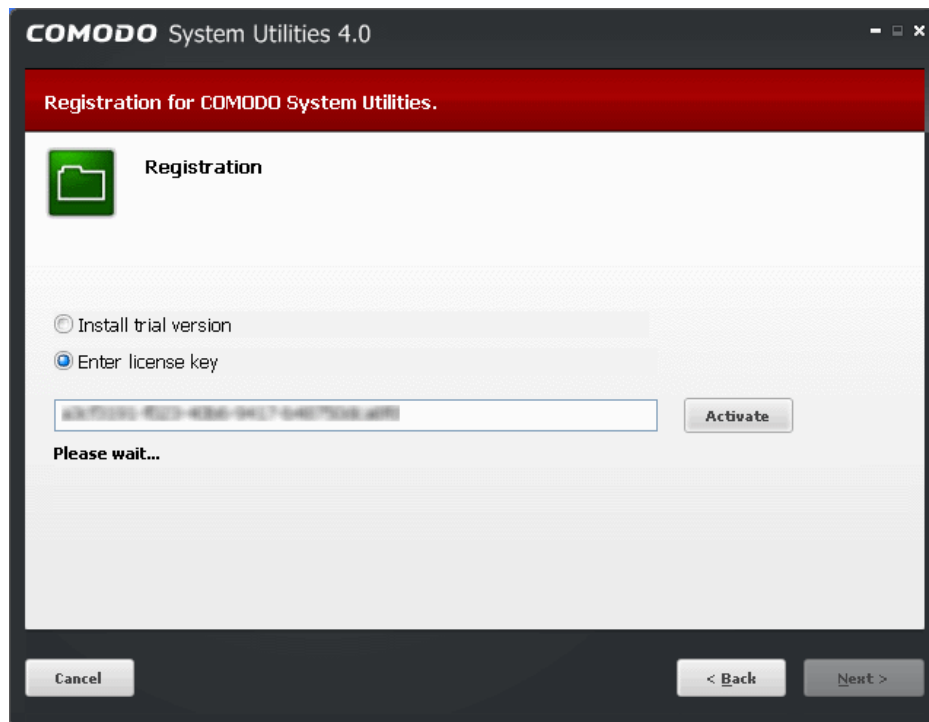 COMODO System Utilities 4.0
Registration for COMODO System Utilities.
Registration
Install trial version
Enter license key
Activate
Please wait...
Cancel
< Back
Next >